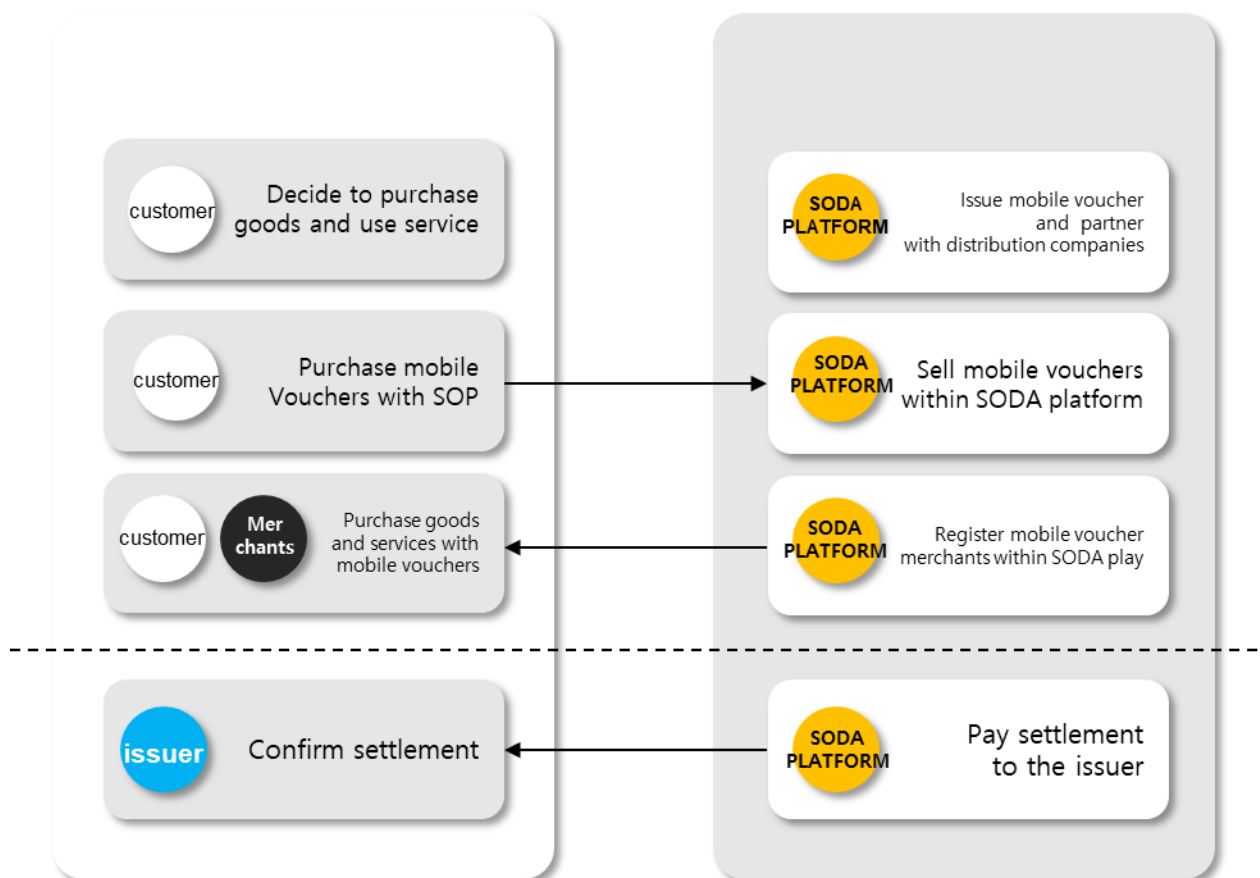 customer
Decide to purchase
goods and use service
SODA
PLATFORM
Issue mobile voucher
and partner
with distribution companies
customer
Purchase mobile
Vouchers with SOP
SODA
PLATFORM
Sell mobile vouchers
within SODA platform
customer
Mer
chants
Purchase goods
and services with
mobile vouchers
SODA
PLATFORM
Register mobile voucher
merchants within SODA play
issuer
Confirm settlement
SODA
PLATFORM
Pay settlement
to the issuer